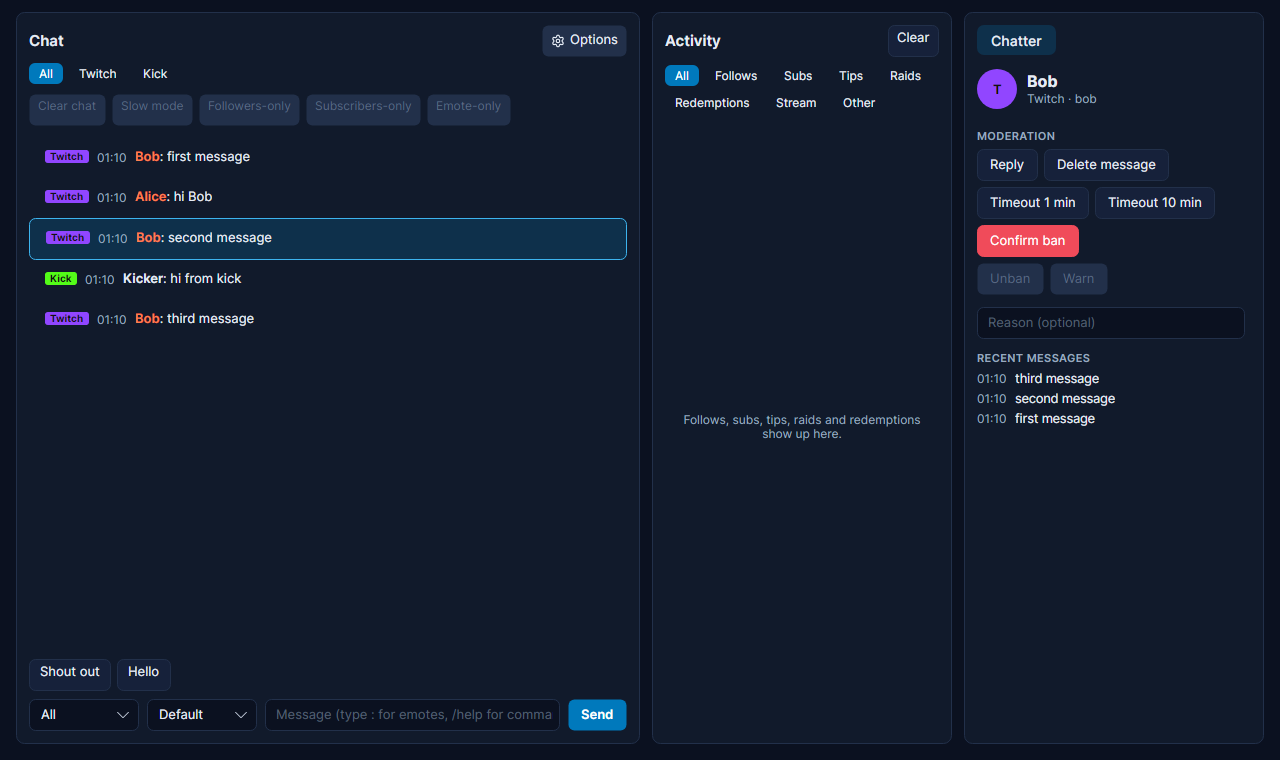 Chat
Options
All Twitch Kick
Clear chat Slow mode Followers-only Subscribers-only Emote-only
Twitch 01:10 Bob: first message
Twitch 01:10 Alice: hi Bob
Twitch 01:10 Bob: second message
Kick 01:10 Kicker: hi from kick
Twitch 01:10 Bob: third message
Shout out Hello
All Default Message (type : for emotes, /help for comma Send
Activity
Clear
All Follows Subs Tips Raids
Redemptions Stream Other
Follows, subs, tips, raids and redemptions
show up here.
Chatter
T
Bob
Twitch · bob
MODERATION
Reply Delete message
Timeout 1 min Timeout 10 min
Confirm ban
Unban Warn
Reason (optional)
RECENT MESSAGES
01:10 third message
01:10 second message
01:10 first message